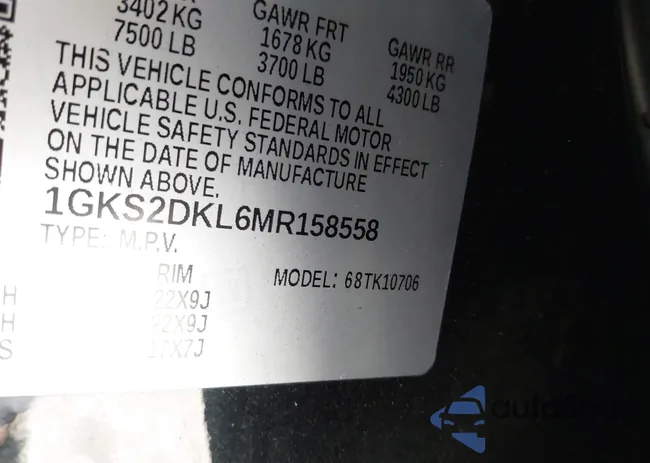 3402 KG
7500 LB
GAWR FRT
1678 KG
3700 LB
GAWR RR
1950 KG
4300 LB
THIS VEHICLE CONFORMS TO ALL
APPLICABLE U.S. FEDERAL MOTOR
VEHICLE SAFETY STANDARDS IN EFFECT
ON THE DATE OF MANUFACTURE
SHOWN ABOVE.
1GKS2DKL6MR158558
TYPE: M.P.V.
RIM
MODEL: 68TK10706
H 22X9J
H 22X9J
S 17X7J